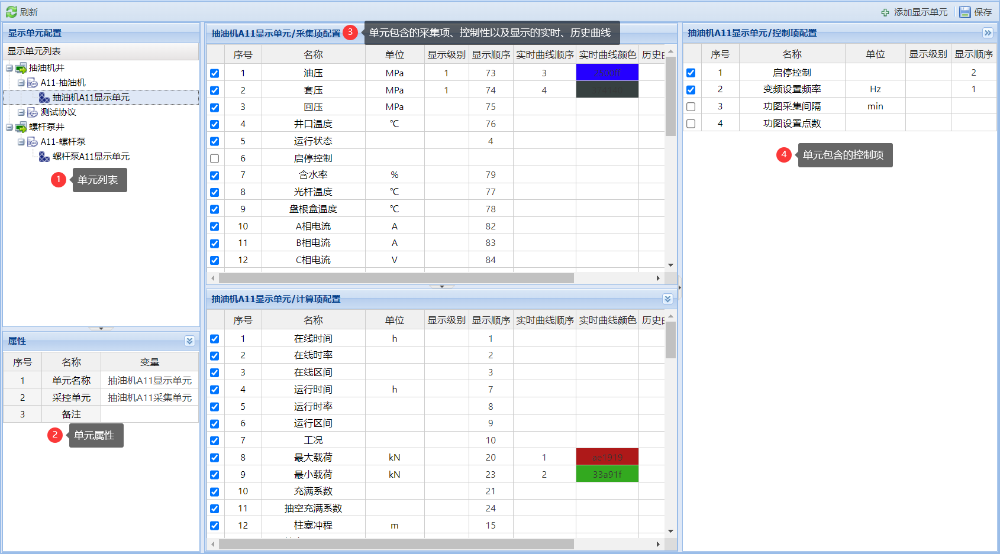 刷新
添加显示单元
保存
显示单元配置
显示单元列表
抽油机井
A11-抽油机
抽油机A11显示单元
测试协议
螺杆泵井
A11-螺杆泵
螺杆泵A11显示单元
1 单元列表
属性
序号 名称 变量
1 单元名称 抽油机A11显示单元
2 采控单元 抽油机A11采集单元
3 备注
2 单元属性
抽油机A11显示单元/采集项配置
3 单元包含的采集项、控制性以及显示的实时、历史曲线
序号 名称 单位 显示级别 显示顺序 实时曲线顺序 实时曲线颜色 历史
1 油压 MPa 1 73 3 2500ff
2 套压 MPa 1 74 4
3 回压 MPa 75
4 井口温度 ℃ 76
5 运行状态 4
6 启停控制
7 含水率 % 79
8 光杆温度 ℃ 77
9 盘根盒温度 ℃ 78
10 A相电流 A 82
11 B相电流 A 83
12 C相电流 V 84
抽油机A11显示单元/计算项配置
序号 名称 单位 显示级别 显示顺序 实时曲线顺序 实时曲线颜色 历史
1 在线时间 h 1
2 在线时率 2
3 在线区间 3
4 运行时间 h 7
5 运行时率 8
6 运行区间 9
7 工况 10
8 最大载荷 kN 20 1 ae1919
9 最小载荷 kN 23 2 33a91f
10 充满系数 21
11 抽空充满系数 24
12 柱塞冲程 m 15
抽油机A11显示单元/控制项配置
序号 名称 单位 显示级别 显示顺序
1 启停控制 2
2 变频设置频率 Hz 1
3 功图采集间隔 min
4 功图设置点数
4 单元包含的控制项